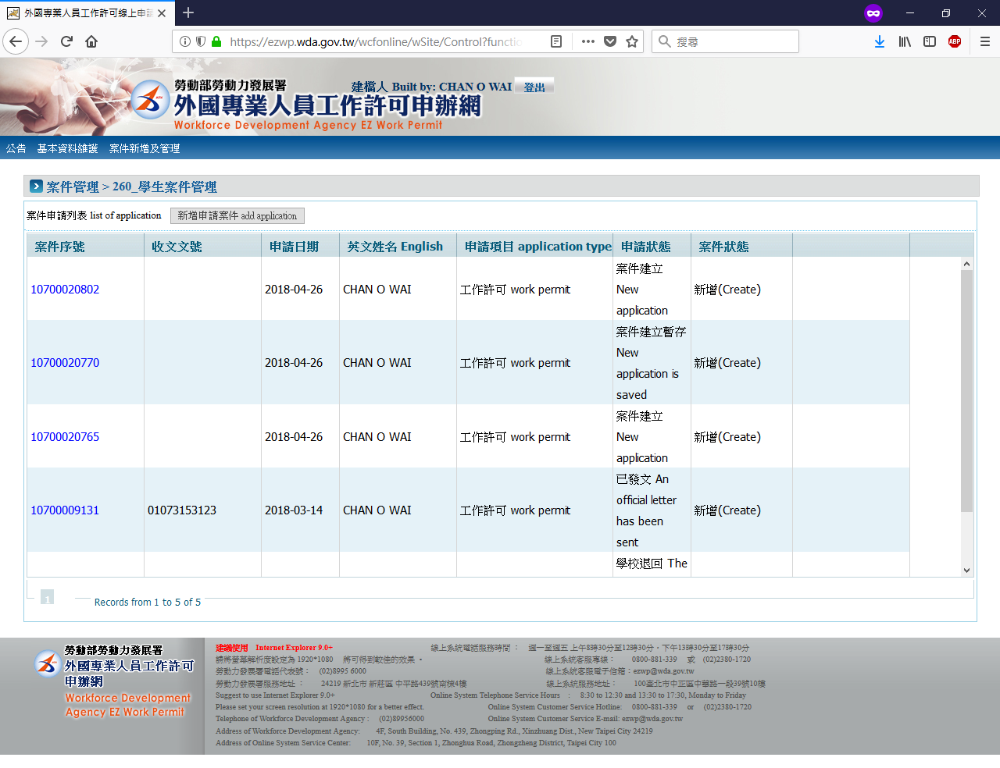 外國專業人員工作許可線上申請
https://ezwp.wda.gov.tw/wcfonline/wSite/Control?functio
搜尋
ABP
勞動部勞動力發展署
外國專業人員工作許可申辦網
Workforce Development Agency EZ Work Permit
建檔人 Built by: CHAN O WAI 登出
公告 基本資料維護 案件新增及管理
案件管理 > 260_學生案件管理
案件申請列表 list of application 新增申請案件 add application
案件序號 收文文號 申請日期 英文姓名 English 申請項目 application type 申請狀態 案件狀態
10700020802 2018-04-26 CHAN O WAI 工作許可 work permit 案件建立 New application 新增(Create)
10700020770 2018-04-26 CHAN O WAI 工作許可 work permit 案件建立暫存 New application is saved 新增(Create)
10700020765 2018-04-26 CHAN O WAI 工作許可 work permit 案件建立 New application 新增(Create)
10700009131 01073153123 2018-03-14 CHAN O WAI 工作許可 work permit 已發文 An official letter has been sent 新增(Create)
學校退回 The
1 Records from 1 to 5 of 5
勞動部勞動力發展署
外國專業人員工作許可
申辦網
Workforce Development
Agency EZ Work Permit
建議使用 Internet Explorer 9.0+ 線上系統電話服務時間： 週一至週五 上午8時30分至12時30分，下午13時30分至17時30分
請將螢幕解析度設定為 1920*1080 將可得到較佳的效果。 線上系統客服專線： 0800-881-339 或 (02)2380-1720
勞動力發展署電話代表號： (02)8995 6000 線上系統客服電子信箱：ezwp@wda.gov.tw
勞動力發展署服務地址： 24219 新北市 新莊區 中平路439號南棟4樓 線上系統服務地址： 100臺北市中正區中華路一段39號10樓
Suggest to use Internet Explorer 9.0+ Online System Telephone Service Hours : 8:30 to 12:30 and 13:30 to 17:30, Monday to Friday
Please set your screen resolution at 1920*1080 for a better effect. Online System Customer Service Hotline: 0800-881-339 or (02)2380-1720
Telephone of Workforce Development Agency : (02)89956000 Online System Customer Service E-mail: ezwp@wda.gov.tw
Address of Workforce Development Agency: 4F, South Building, No. 439, Zhongping Rd., Xinzhuang Dist., New Taipei City 24219
Address of Online System Service Center: 10F, No. 39, Section 1, Zhonghua Road, Zhongzheng District, Taipei City 100